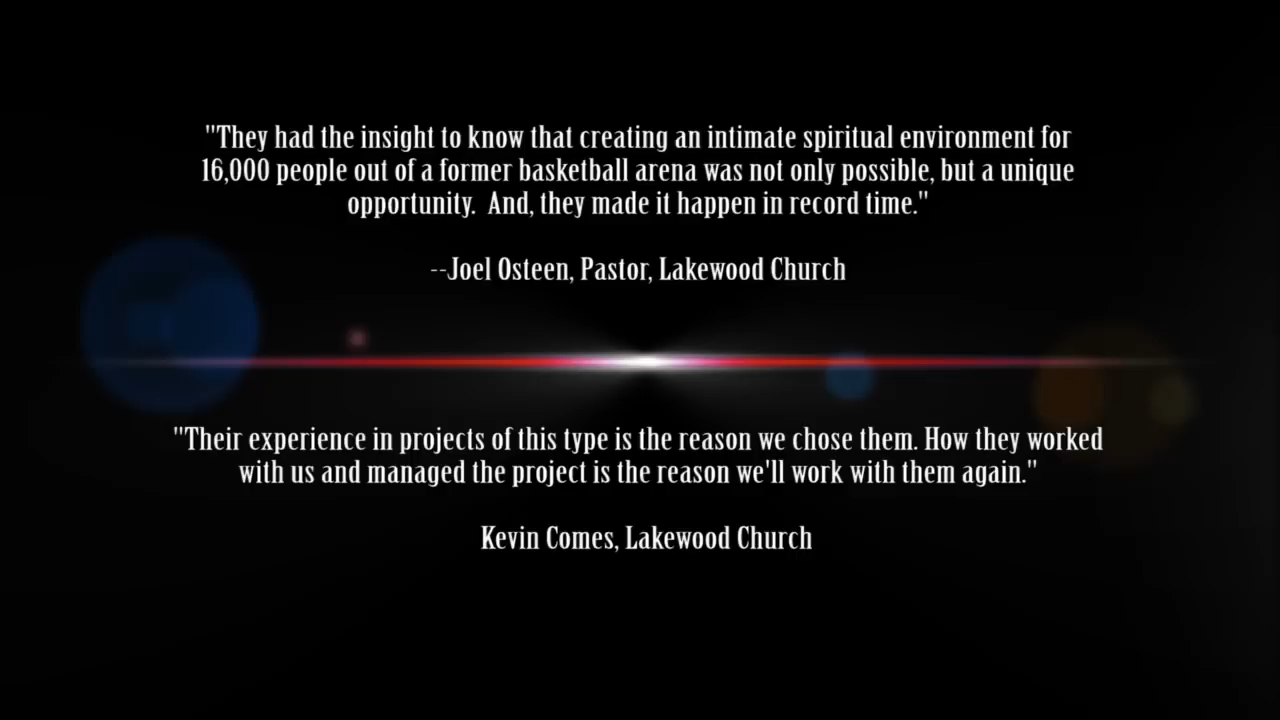 "They had the insight to know that creating an intimate spiritual environment for
16,000 people out of a former basketball arena was not only possible, but a unique
opportunity.  And, they made it happen in record time."
--Joel Osteen, Pastor, Lakewood Church
"Their experience in projects of this type is the reason we chose them. How they worked
with us and managed the project is the reason we'll work with them again."
Kevin Comes, Lakewood Church